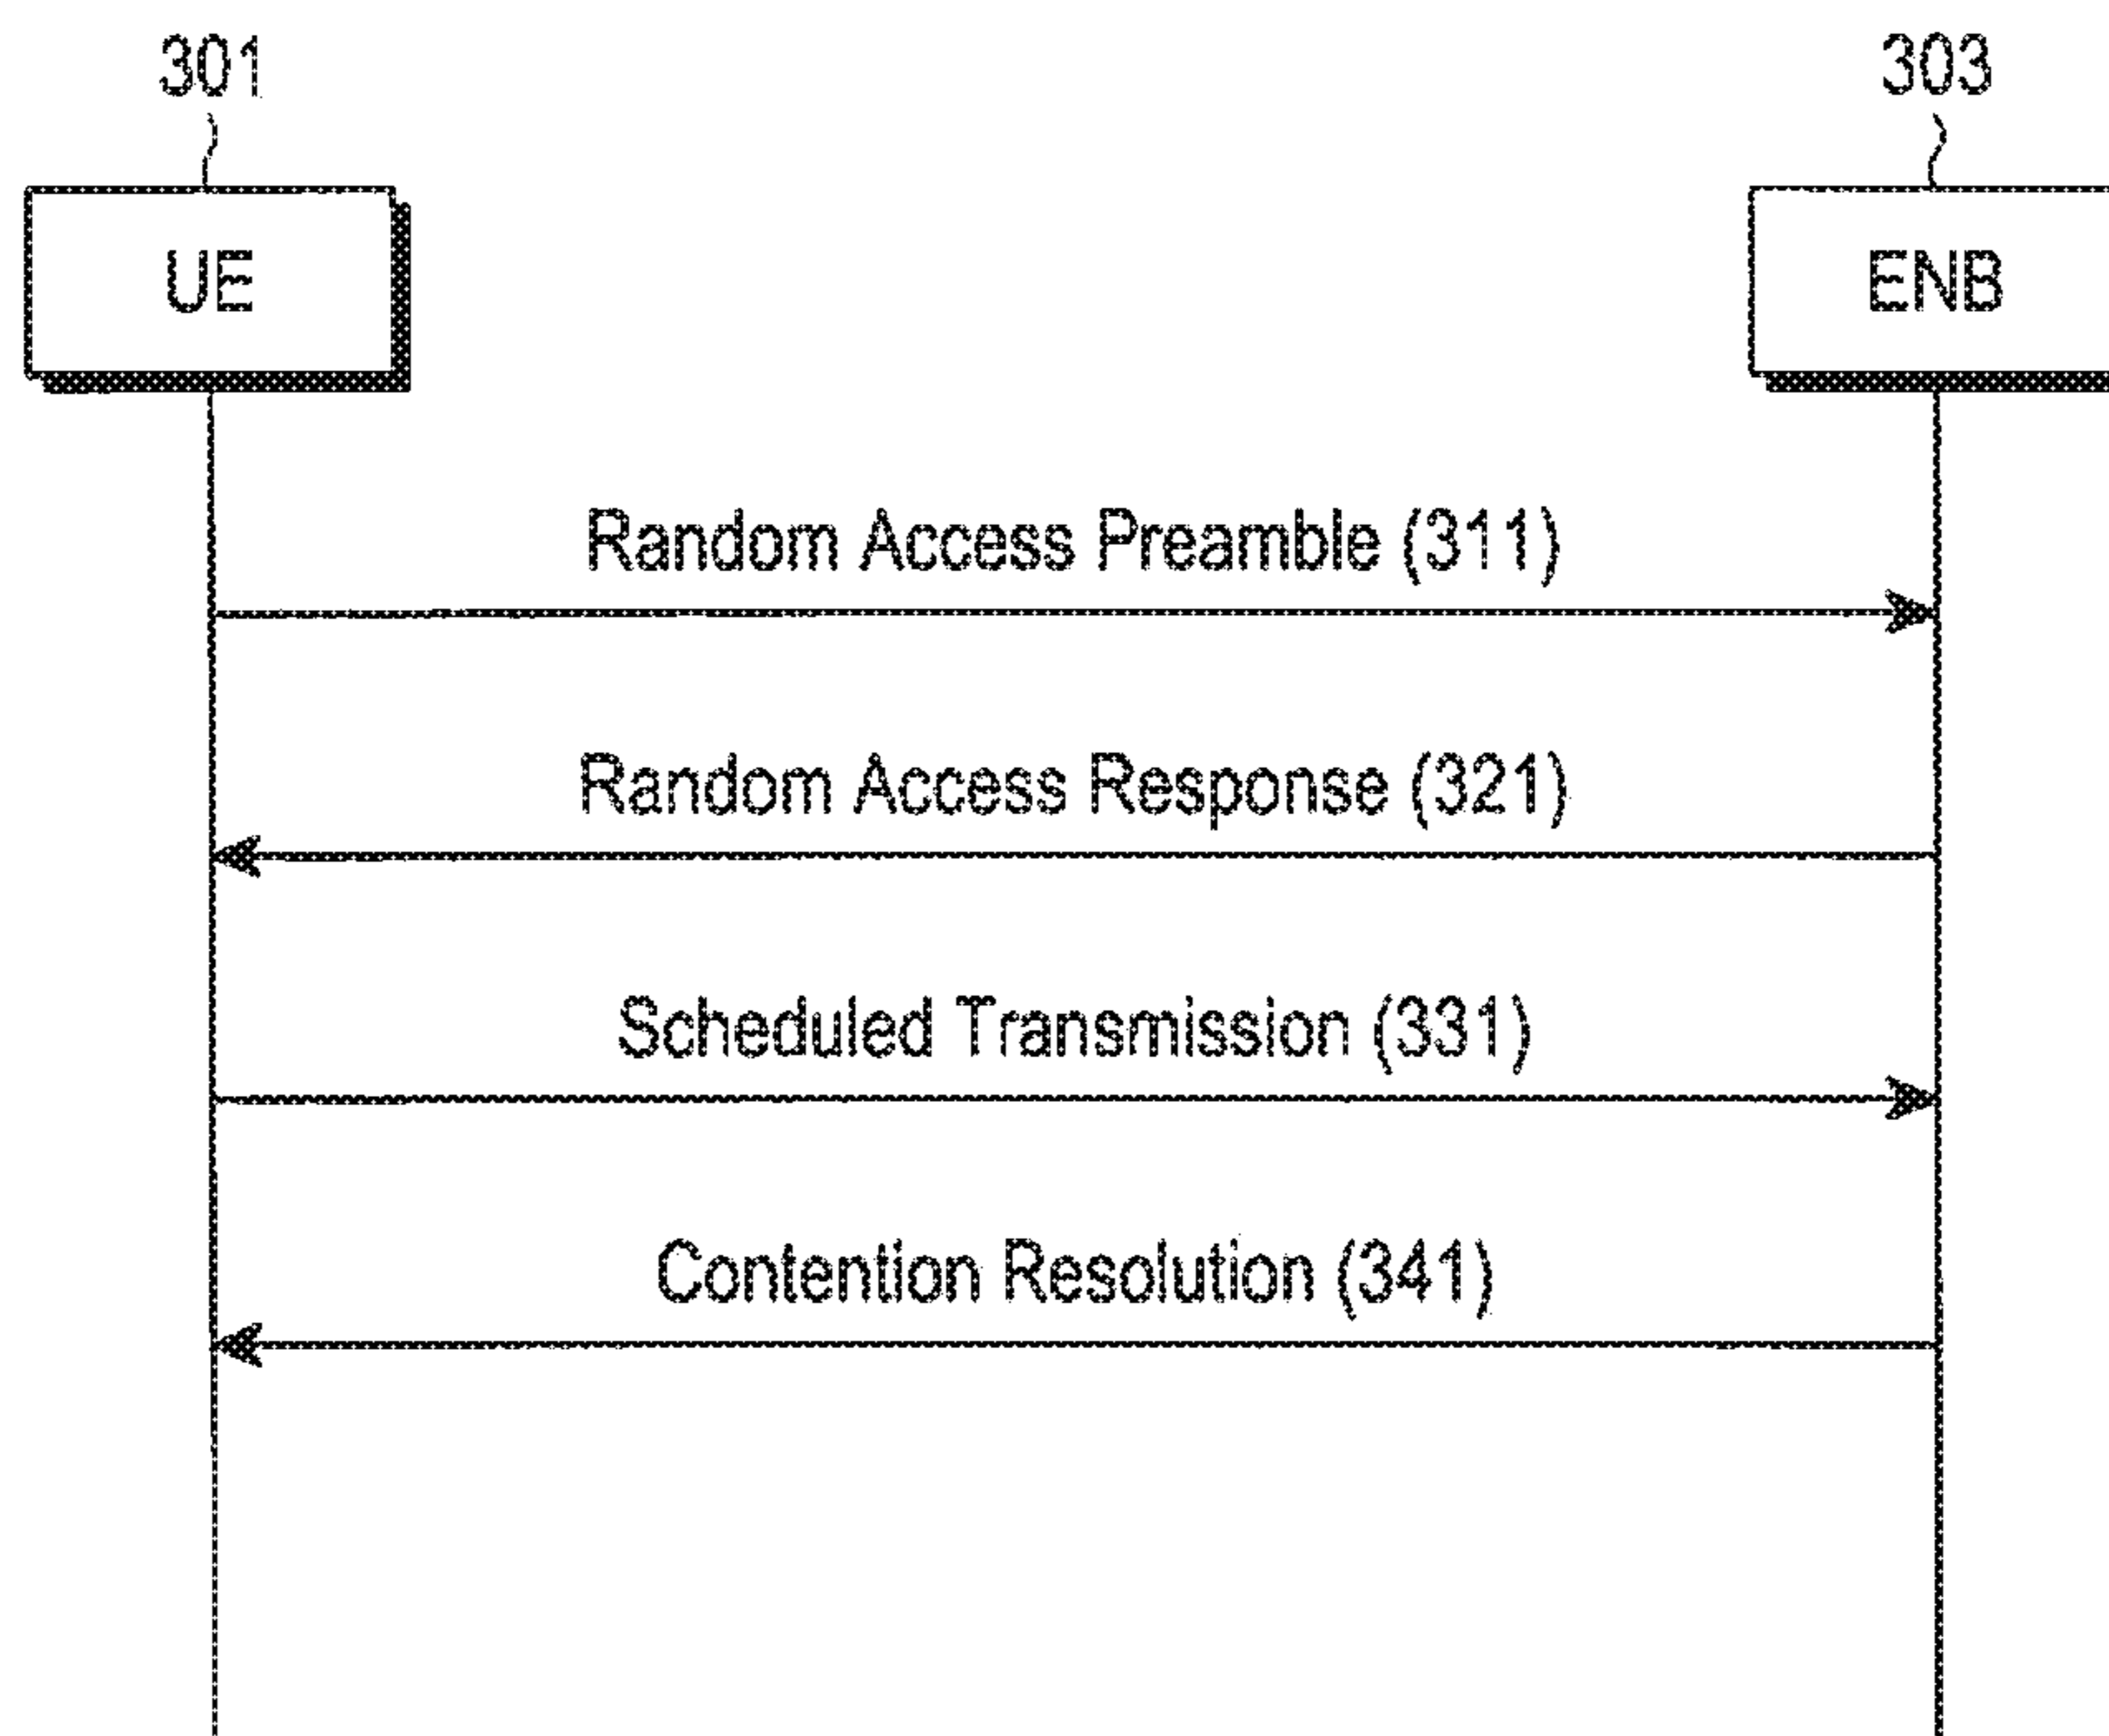 301
303
UE
ENB
Random Access Preamble (311)
Random Access Response (321)
Scheduled Transmission (331)
Contention Resolution (341)